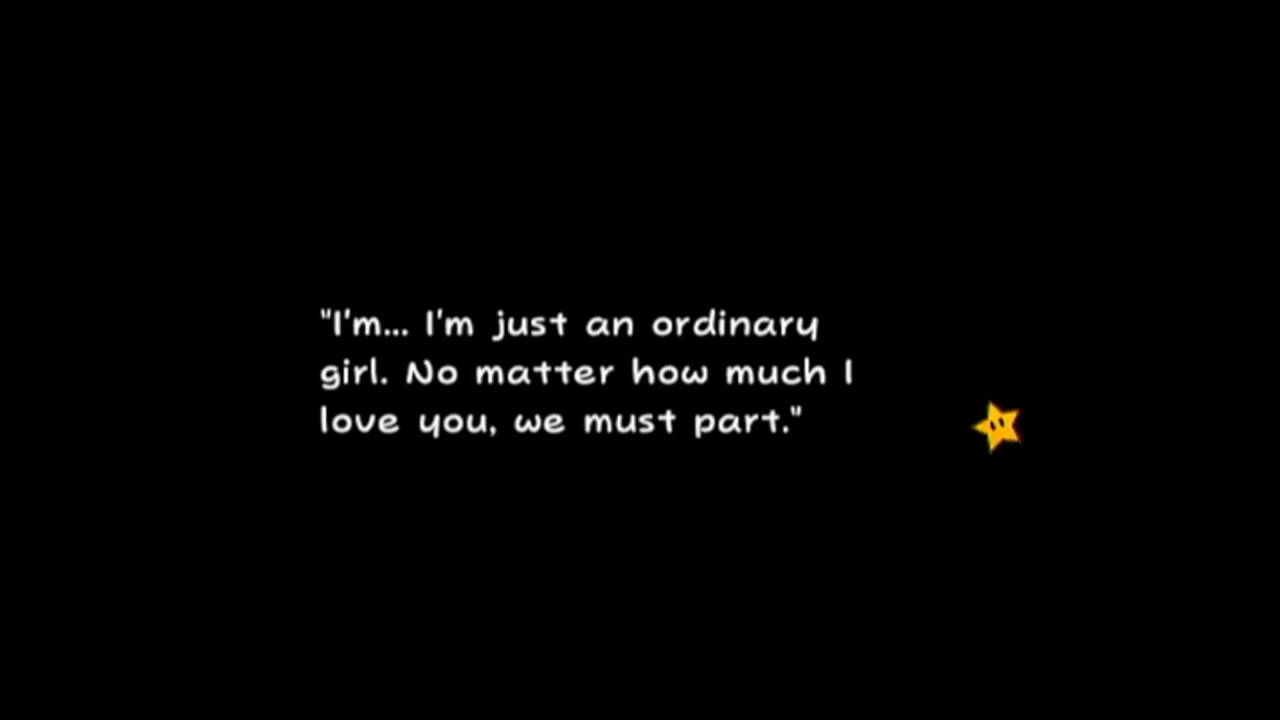 "I'm... I'm just an ordinary
girl. No matter how much I
love you, we must part."